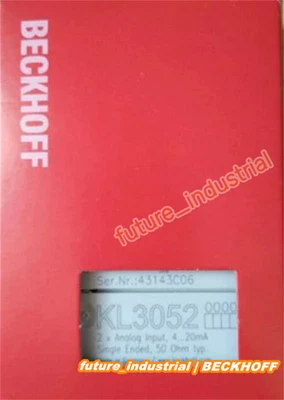 BECKHOFF
future_industrial
Ser.Nr.:43143C06
KL3052
2 x Analog Input, 4...20mA
Single Ended, 50 Ohm typ
future_industrial | BECKHOFF